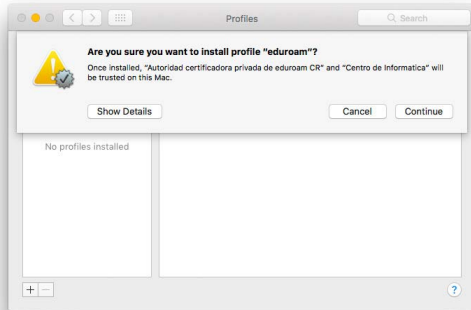 Profiles
Search
Are you sure you want to install profile “eduroam”?
Once installed, “Autoridad certificadora privada de eduroam CR” and “Centro de Informatica” will
be trusted on this Mac.
Show Details
Cancel
Continue
No profiles installed
+
−
?